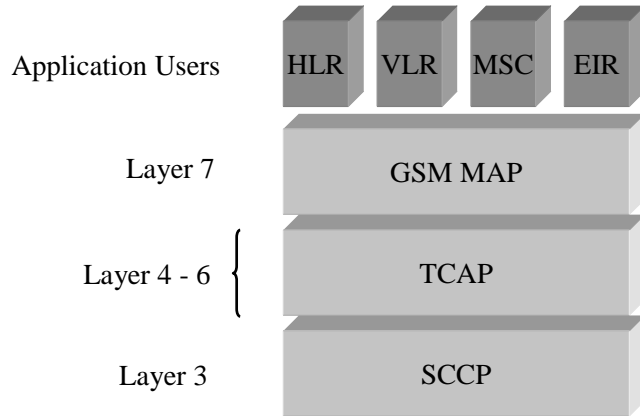 Application Users HLR VLR MSC EIR
Layer 7 GSM MAP
Layer 4 - 6 TCAP
Layer 3 SCCP